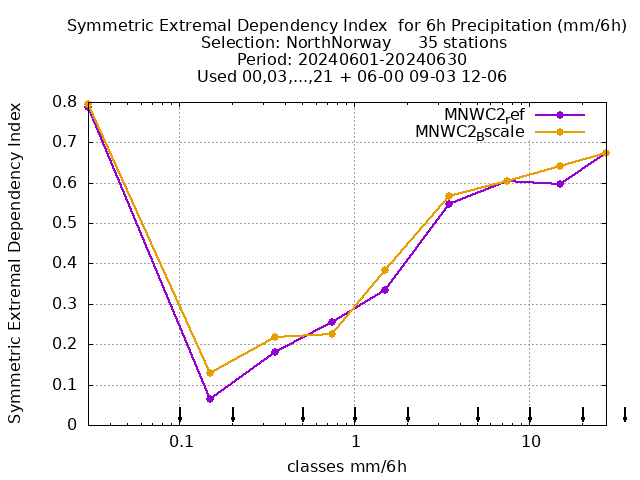 Symmetric Extremal Dependency Index for 6h Precipitation (mm/6h)
Selection: NorthNorway 35 stations
Period: 20240601-20240630
Used 00,03,...,21 + 06-00 09-03 12-06
Symmetric Extremal Dependency Index
0.8
0.7
0.6
0.5
0.4
0.3
0.2
0.1
0
MNWC2_ref
MNWC2_Bscale
0.1
1
10
classes mm/6h